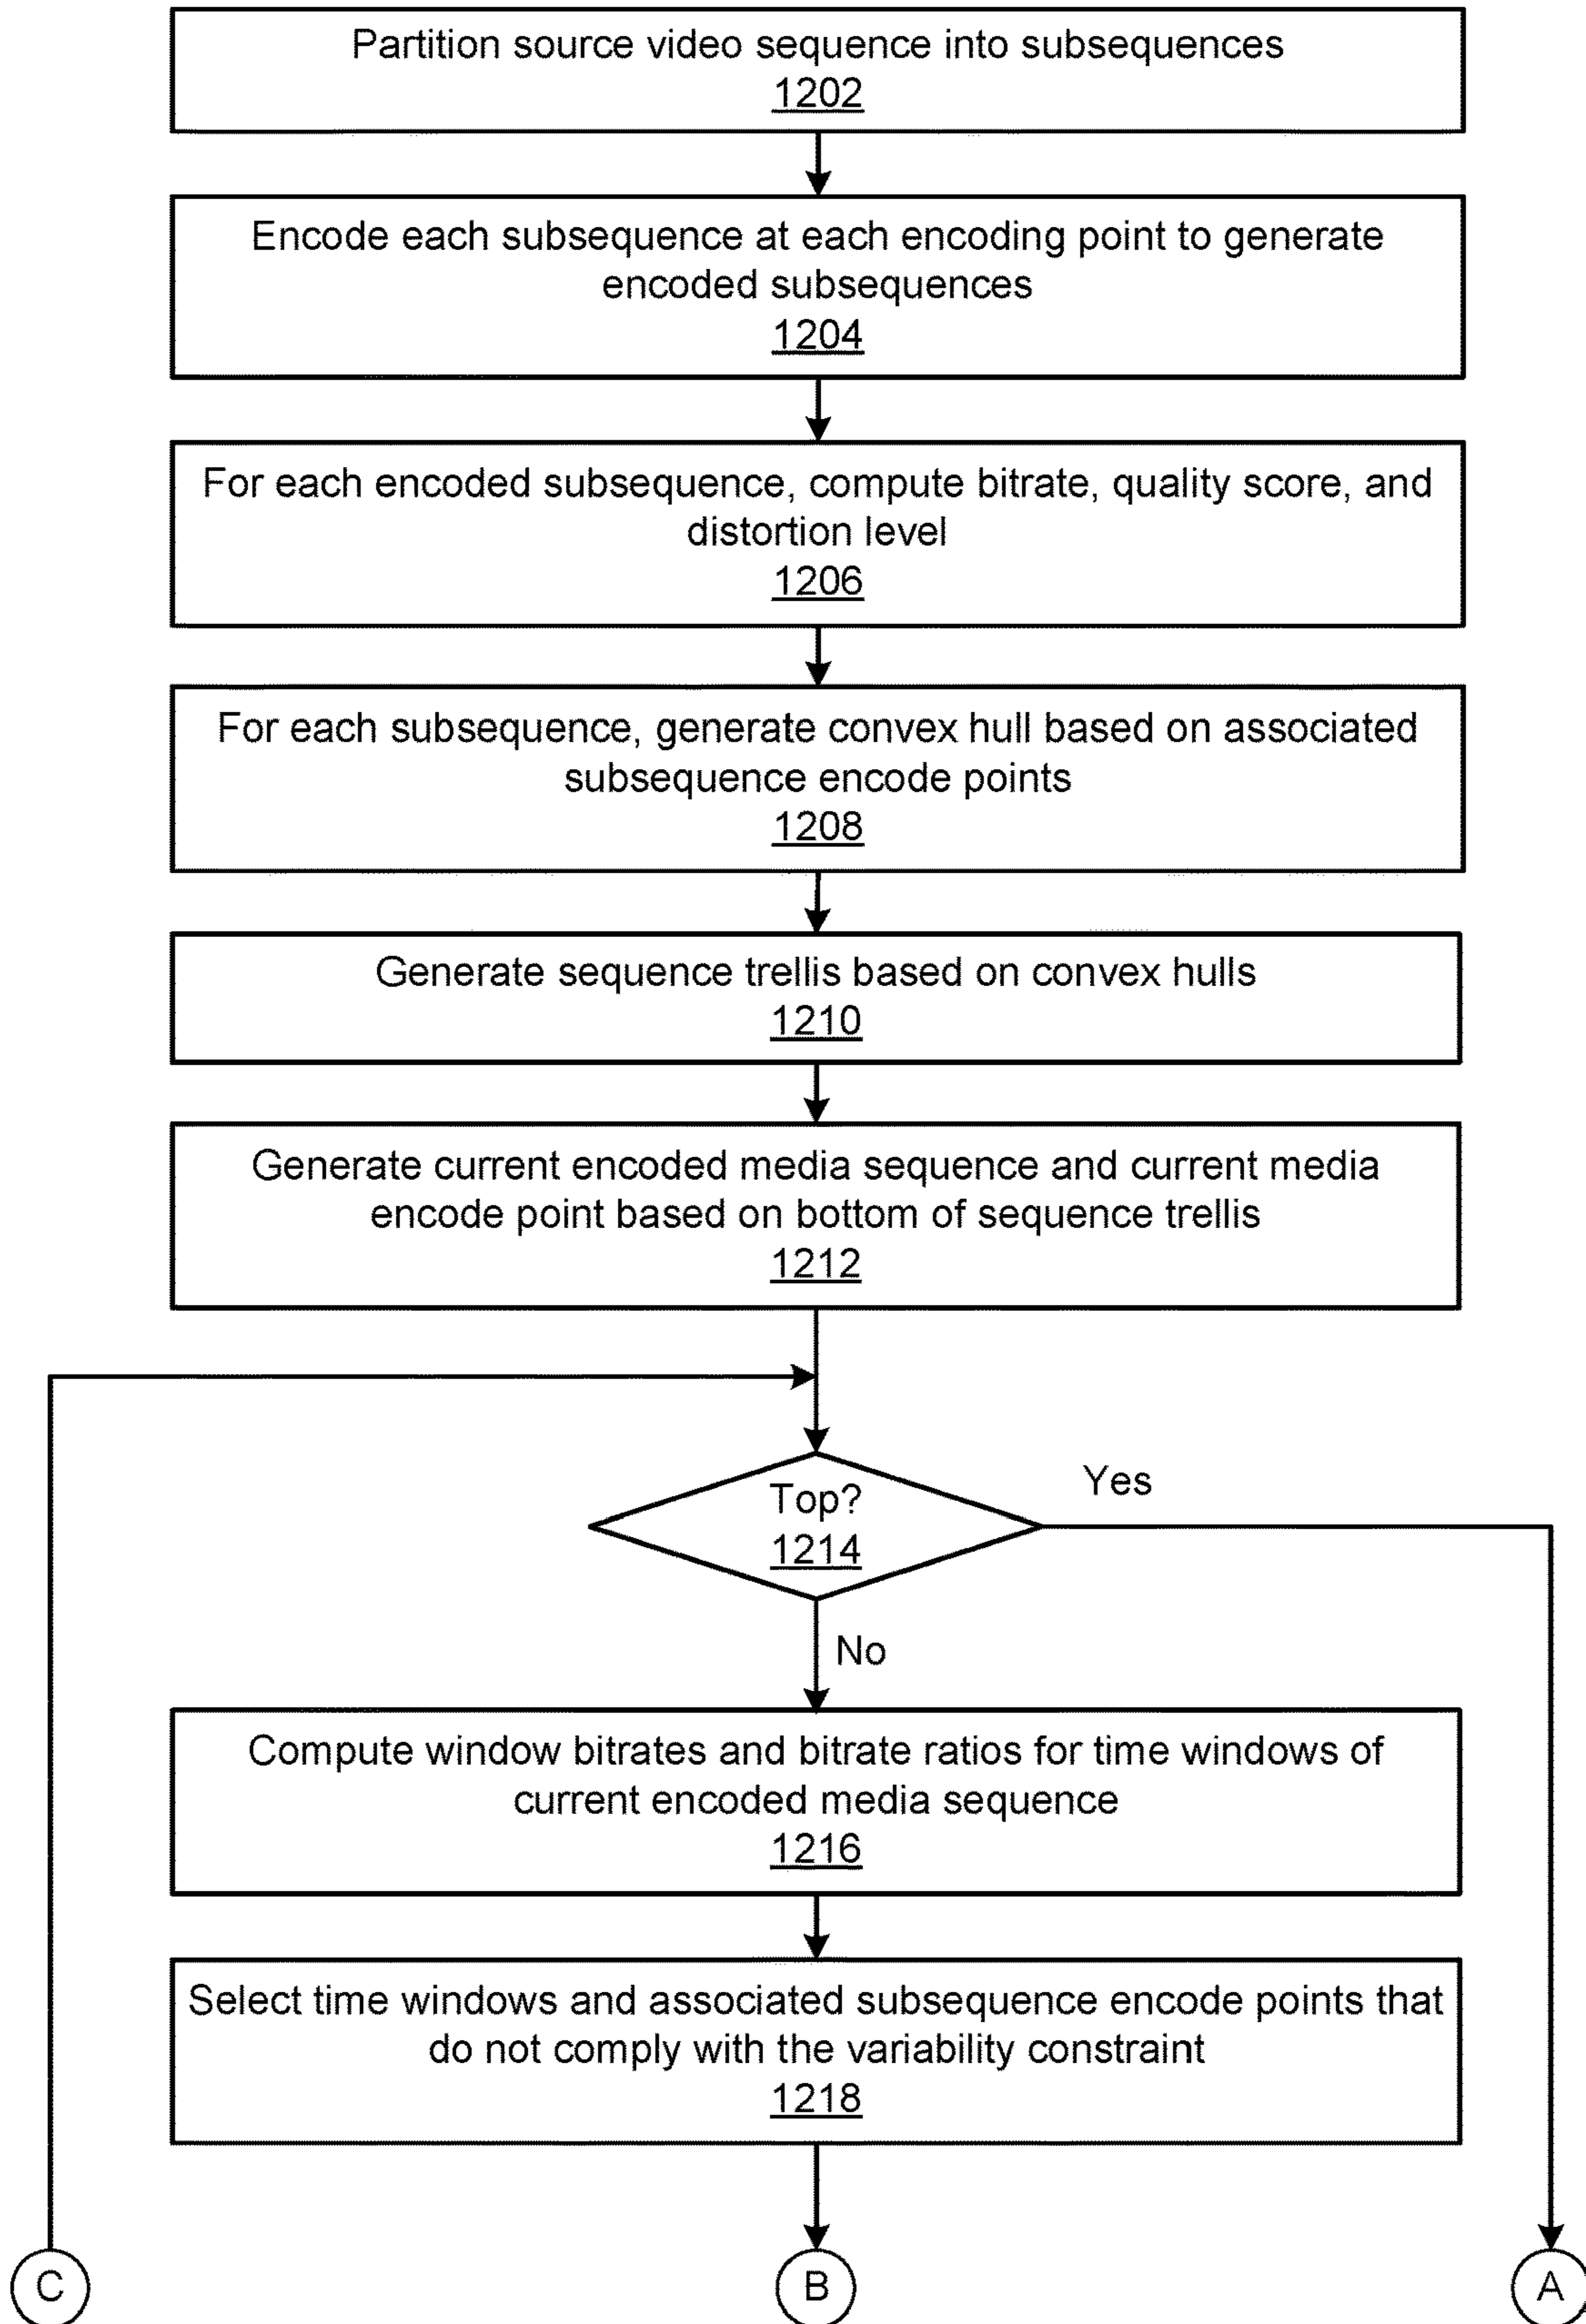 Partition source video sequence into subsequences
1202
Encode each subsequence at each encoding point to generate
encoded subsequences
1204
For each encoded subsequence, compute bitrate, quality score, and
distortion level
1206
For each subsequence, generate convex hull based on associated
subsequence encode points
1208
Generate sequence trellis based on convex hulls
1210
Generate current encoded media sequence and current media
encode point based on bottom of sequence trellis
1212
Top?
1214
Yes
No
Compute window bitrates and bitrate ratios for time windows of
current encoded media sequence
1216
Select time windows and associated subsequence encode points that
do not comply with the variability constraint
1218
C
B
A